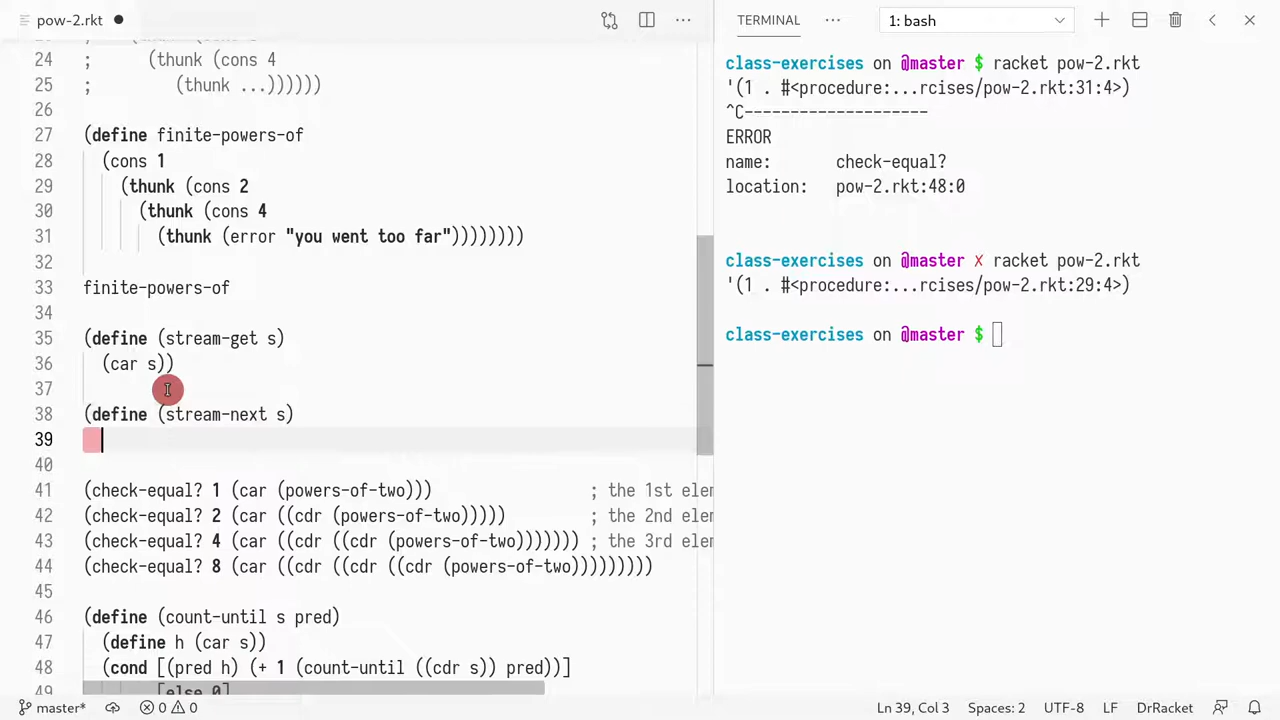 pow-2.rkt
TERMINAL
1: bash
24 ;        (thunk (cons 4
25 ;           (thunk ...))))))
26
27 (define finite-powers-of
28   (cons 1
29     (thunk (cons 2
30       (thunk (cons 4
31         (thunk (error "you went too far"))))))))
32
33 finite-powers-of
34
35 (define (stream-get s)
36   (car s))
37
38 (define (stream-next s)
39
40
41 (check-equal? 1 (car (powers-of-two)))                 ; the 1st elem
42 (check-equal? 2 (car ((cdr (powers-of-two)))))         ; the 2nd elem
43 (check-equal? 4 (car ((cdr ((cdr (powers-of-two))))))) ; the 3rd elem
44 (check-equal? 8 (car ((cdr ((cdr ((cdr (powers-of-two)))))))))
45
46 (define (count-until s pred)
47   (define h (car s))
48   (cond [(pred h) (+ 1 (count-until ((cdr s)) pred))]
49         [else 0]
class-exercises on @master $ racket pow-2.rkt
'(1 . #<procedure:...rcises/pow-2.rkt:31:4>)
^C--------------------
ERROR
name:       check-equal?
location:   pow-2.rkt:48:0
class-exercises on @master X racket pow-2.rkt
'(1 . #<procedure:...rcises/pow-2.rkt:29:4>)
class-exercises on @master $
master*
0
0
Ln 39, Col 3
Spaces: 2
UTF-8
LF
DrRacket